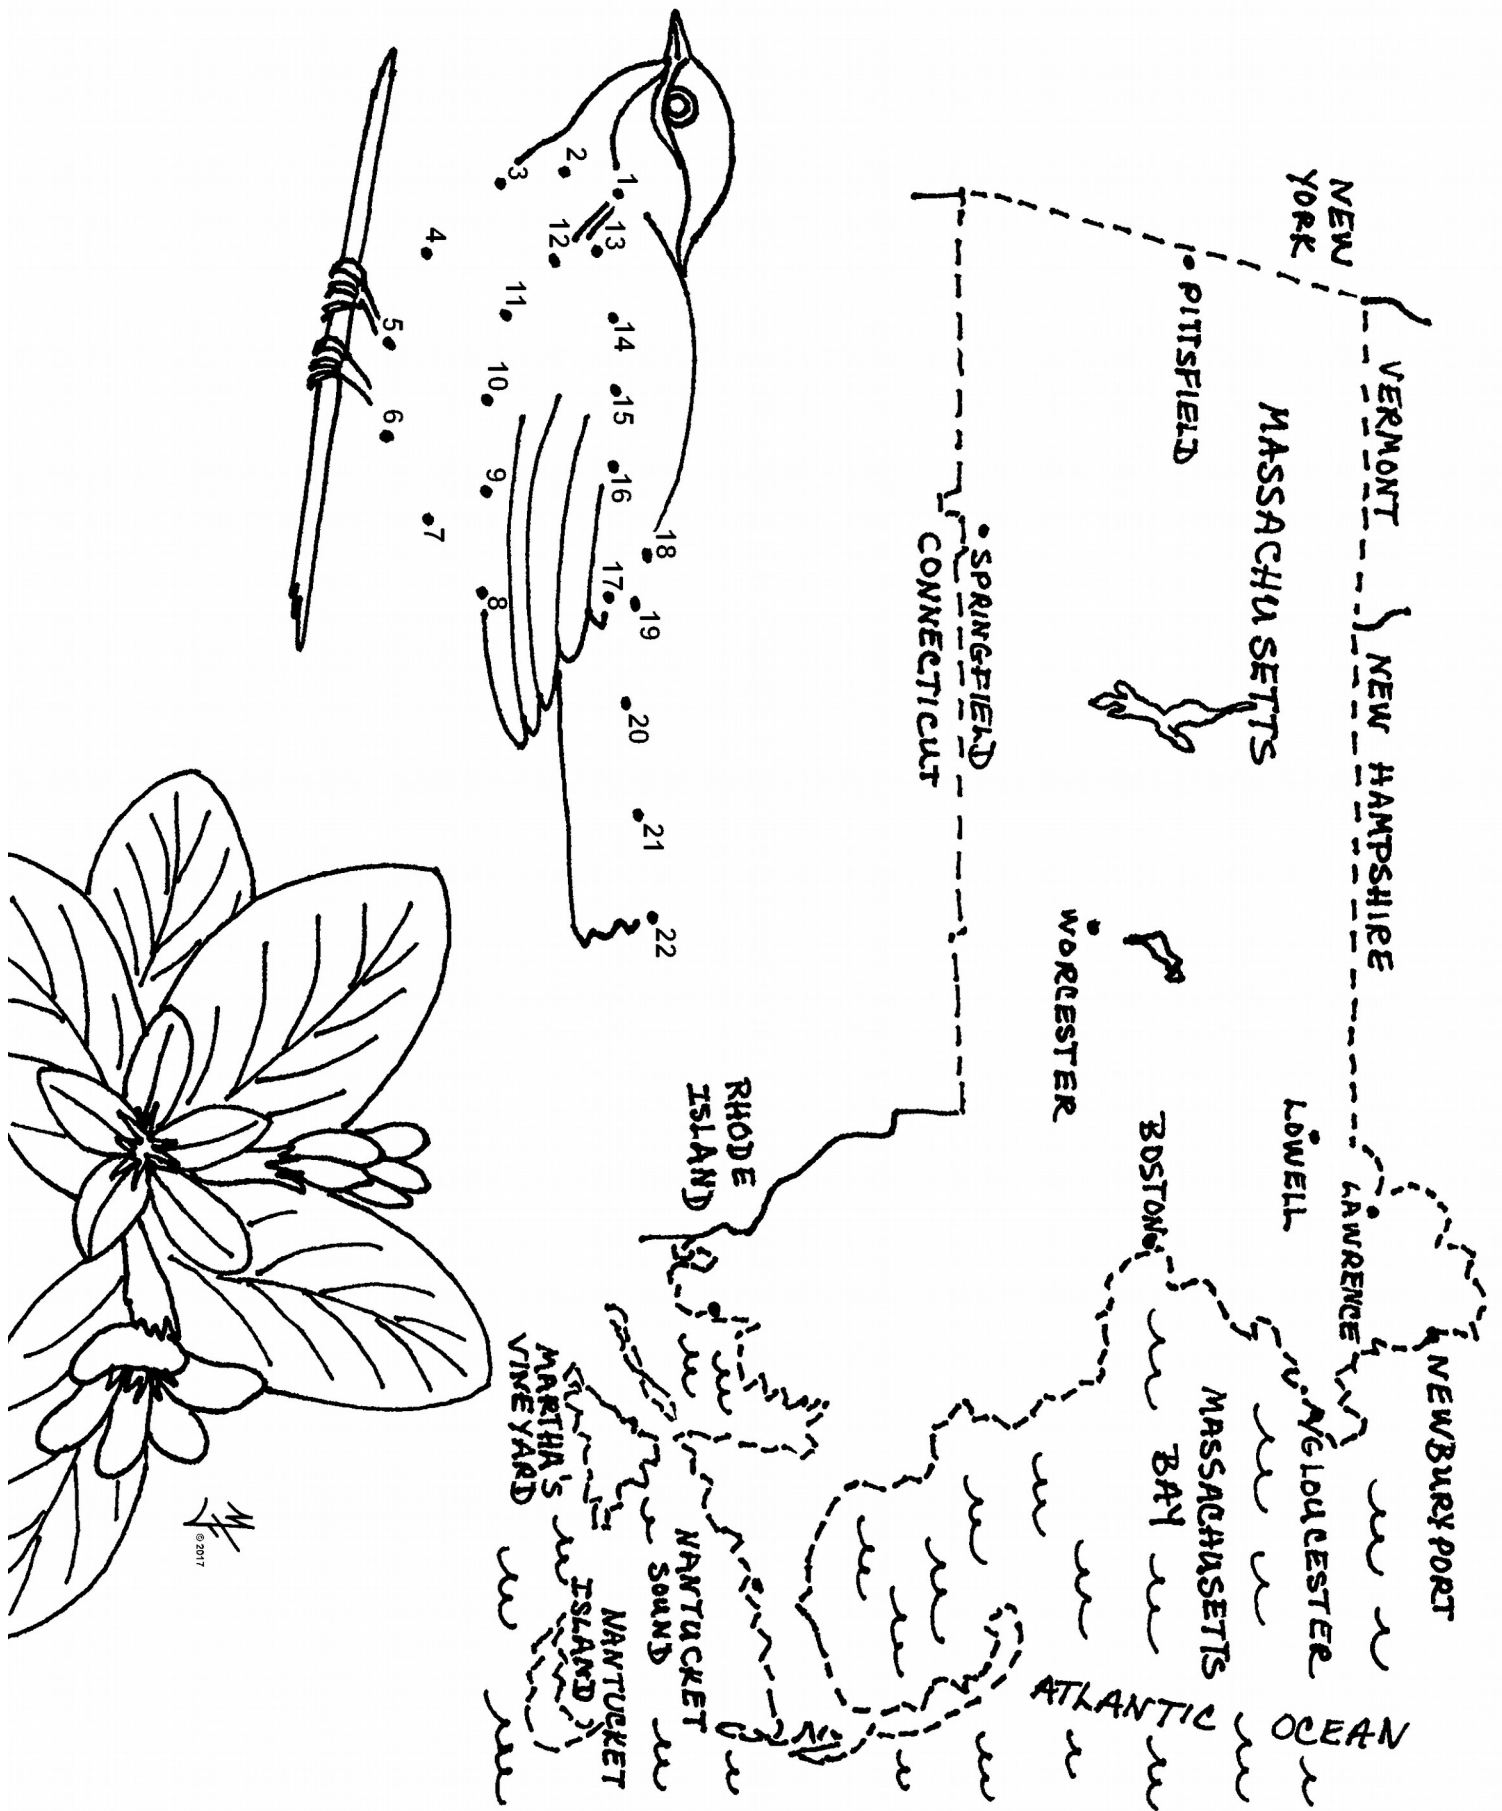 NEW
YORK
VERMONT
NEW HAMPSHIRE
NEWBURYPORT
LAWRENCE
LOWELL
GLOUCESTER
MASSACHUSETTS
PITTSFIELD
BOSTON
MASSACHUSETTS
BAY
ATLANTIC OCEAN
WORCESTER
SPRINGFIELD
CONNECTICUT
RHODE
ISLAND
NANTUCKET
SOUND
MARTHA'S
VINEYARD
NANTUCKET
ISLAND
1
2
3
4
5
6
7
8
9
10
11
12
13
14
15
16
17
18
19
20
21
22
© 2017